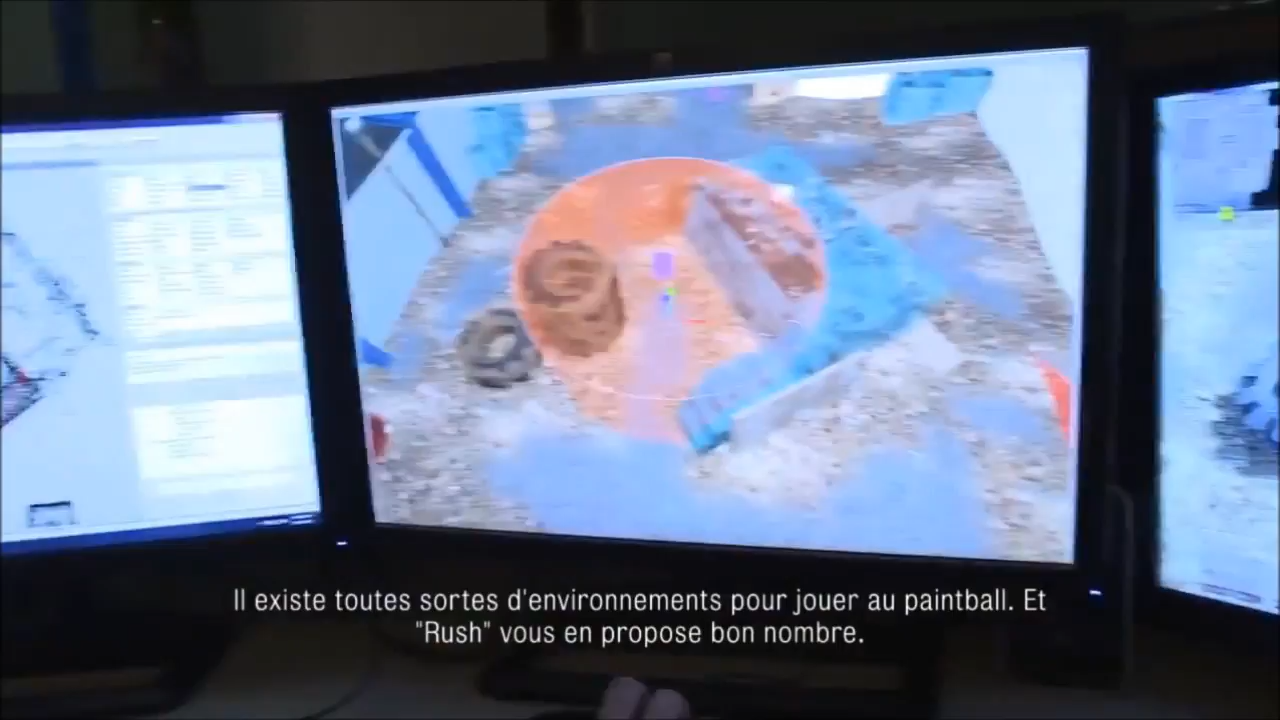 Il existe toutes sortes d'environnements pour jouer au paintball. Et
"Rush" vous en propose bon nombre.